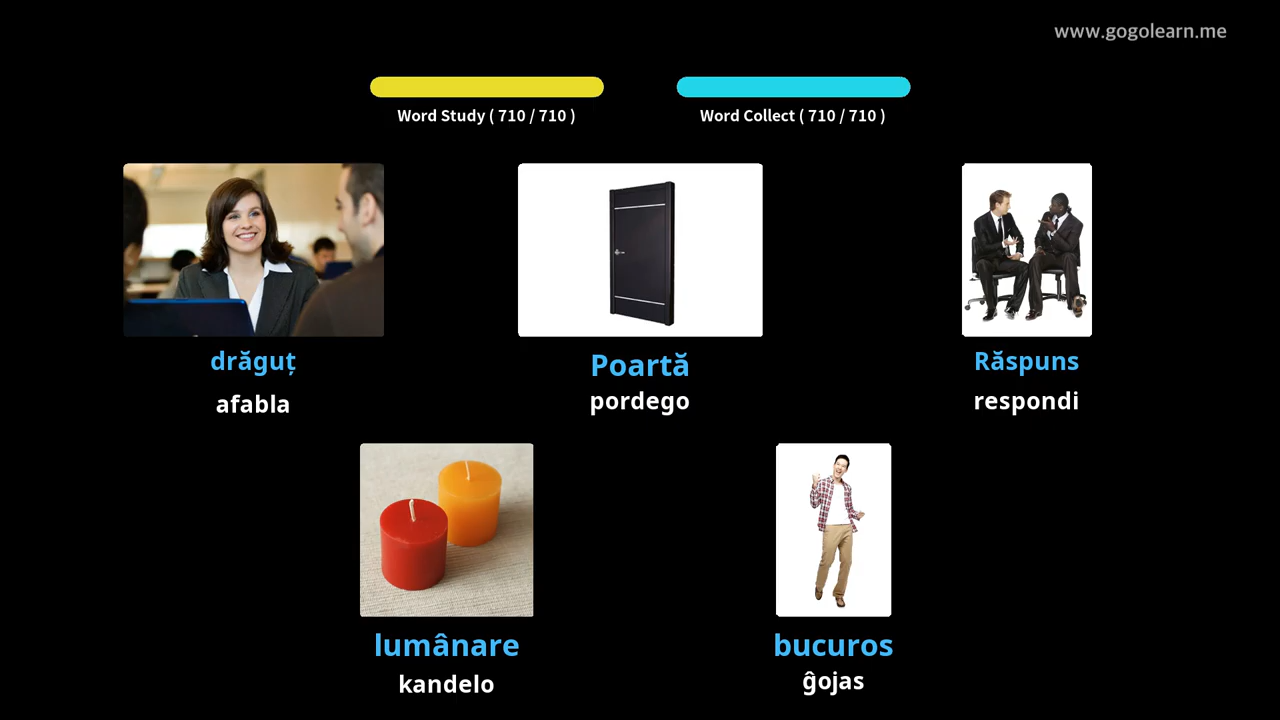 www.gogolearn.me
Word Study ( 710 / 710 )
Word Collect ( 710 / 710 )
drăguț
Poartă
Răspuns
afabla
pordego
respondi
lumânare
bucuros
kandelo
ĝojas